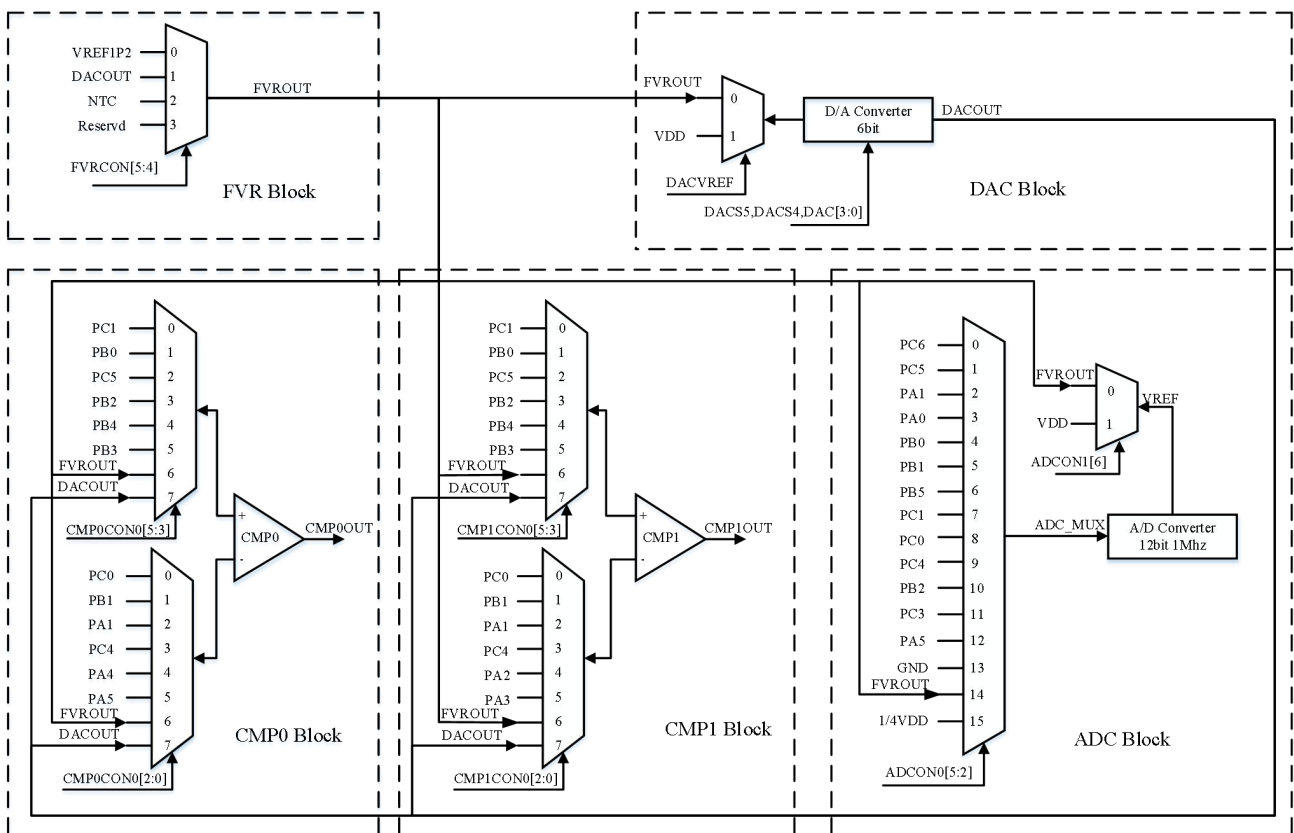 VREF1P2
0
DACOUT
1
NTC
2
Reservd
3
FVROUT
FVRCON[5:4]
FVR Block
FVROUT
0
VDD
1
DACVREF
D/A Converter
6bit
DACOUT
DACS5,DACS4,DAC[3:0]
DAC Block
PC1
0
PB0
1
PC5
2
PB2
3
PB4
4
PB3
5
FVROUT
6
DACOUT
7
CMP0CON0[5:3]
+
CMP0
-
CMP0OUT
PC0
0
PB1
1
PA1
2
PC4
3
PA4
4
PA5
5
FVROUT
6
DACOUT
7
CMP0CON0[2:0]
CMP0 Block
PC1
0
PB0
1
PC5
2
PB2
3
PB4
4
PB3
5
FVROUT
6
DACOUT
7
CMP1CON0[5:3]
+
CMP1
-
CMP1OUT
PC0
0
PB1
1
PA1
2
PC4
3
PA2
4
PA3
5
FVROUT
6
DACOUT
7
CMP1CON0[2:0]
CMP1 Block
PC6
0
PC5
1
PA1
2
PA0
3
PB0
4
PB1
5
PB5
6
PC1
7
PC0
8
PC4
9
PB2
10
PC3
11
PA5
12
GND
13
FVROUT
14
1/4VDD
15
ADCON0[5:2]
FVROUT
0
VDD
1
VREF
ADCON1[6]
ADC_MUX
A/D Converter
12bit 1Mhz
ADC Block